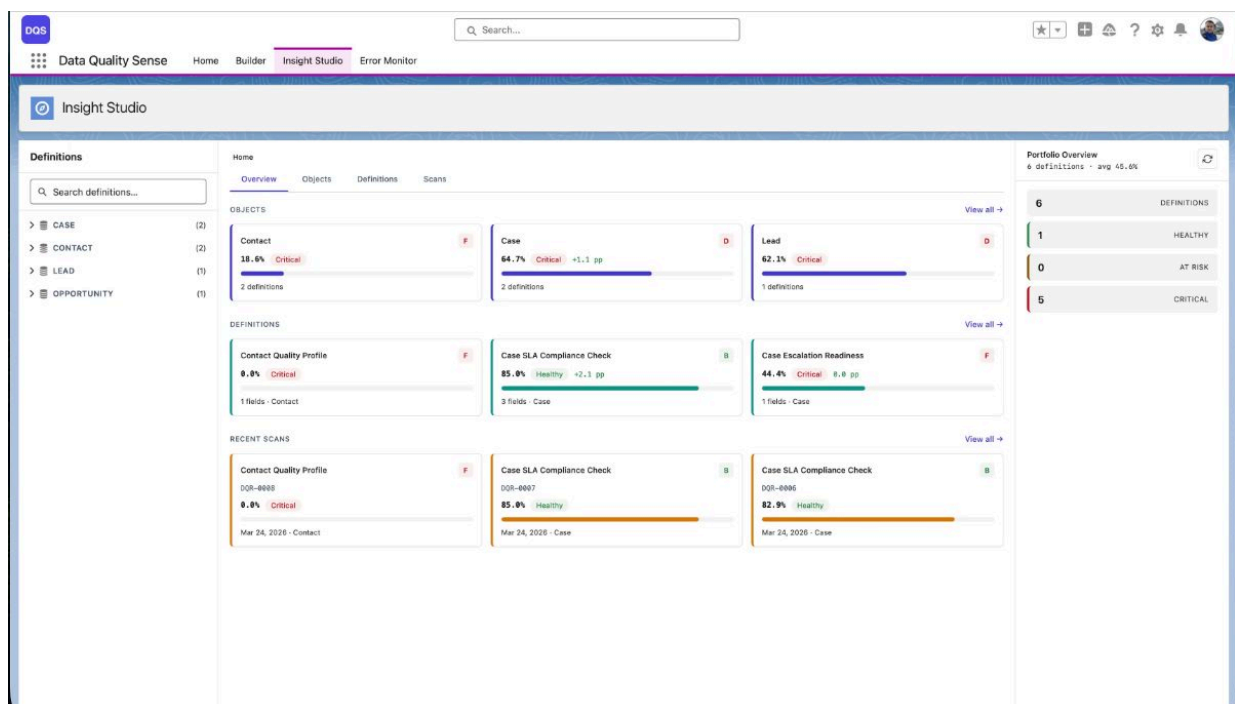 DQS
Search...
Data Quality Sense
Home
Builder
Insight Studio
Error Monitor
Insight Studio
Definitions
Search definitions...
CASE (2)
CONTACT (2)
LEAD (1)
OPPORTUNITY (1)
Home
Overview
Objects
Definitions
Scans
OBJECTS
View all →
Contact
F
18.6% Critical
2 definitions
Case
D
64.7% Critical +1.1 pp
2 definitions
Lead
D
62.1% Critical
1 definitions
DEFINITIONS
View all →
Contact Quality Profile
F
0.0% Critical
1 fields · Contact
Case SLA Compliance Check
B
85.0% Healthy +2.1 pp
3 fields · Case
Case Escalation Readiness
F
44.4% Critical 0.0 pp
1 fields · Case
RECENT SCANS
View all →
Contact Quality Profile
F
DQR-0008
0.0% Critical
Mar 24, 2026 · Contact
Case SLA Compliance Check
B
DQR-0007
85.0% Healthy
Mar 24, 2026 · Case
Case SLA Compliance Check
B
DQR-0006
82.9% Healthy
Mar 24, 2026 · Case
Portfolio Overview
6 definitions · avg 45.6%
6 DEFINITIONS
1 HEALTHY
0 AT RISK
5 CRITICAL